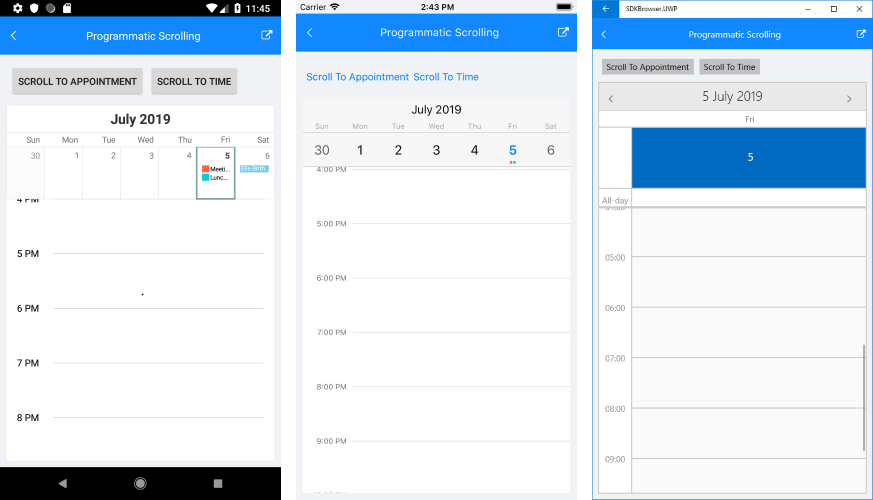 11:45
Programmatic Scrolling
SCROLL TO APPOINTMENT SCROLL TO TIME
July 2019
Sun Mon Tue Wed Thu Fri Sat
30 1 2 3 4 5 6
Meeti...
Lunc...
4 PM
5 PM
6 PM
7 PM
8 PM
Carrier 2:43 PM
Programmatic Scrolling
Scroll To Appointment Scroll To Time
July 2019
Sun Mon Tue Wed Thu Fri Sat
30 1 2 3 4 5 6
4:00 PM
5:00 PM
6:00 PM
7:00 PM
8:00 PM
9:00 PM
SDKBrowser.UWP
Programmatic Scrolling
Scroll To Appointment Scroll To Time
5 July 2019
Fri
5
All-day
04:00
05:00
06:00
07:00
08:00
09:00